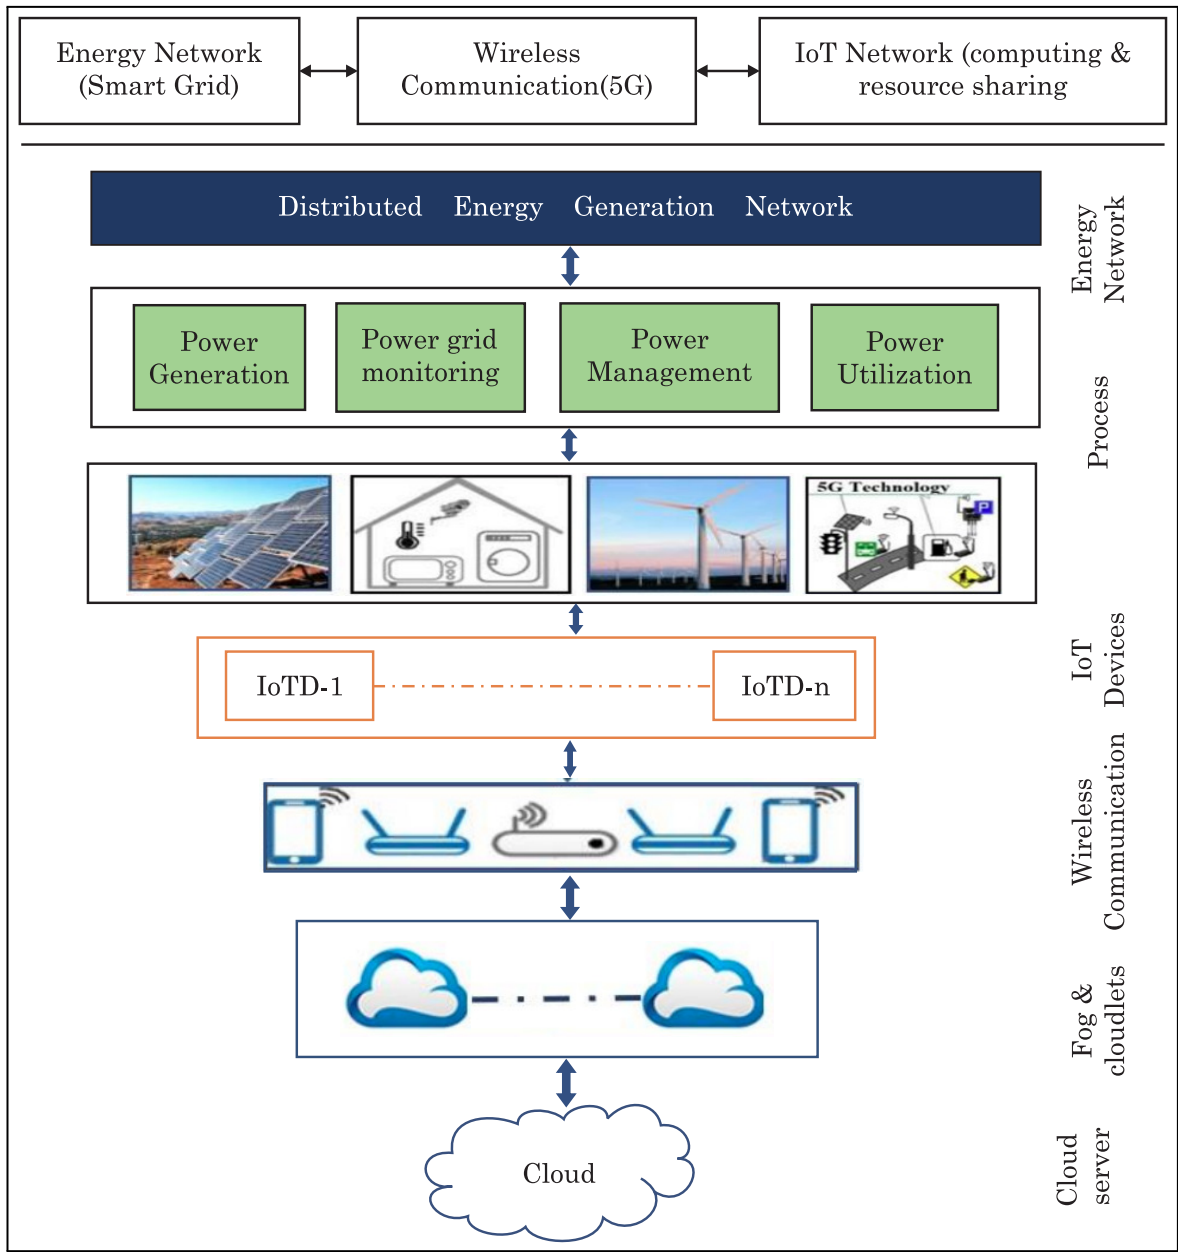 Energy Network
(Smart Grid)
Wireless
Communication(5G)
IoT Network (computing &
resource sharing
Distributed Energy Generation Network
Energy
Network
Power
Generation
Power grid
monitoring
Power
Management
Power
Utilization
Process
5G Technology
P
IoTD-1
IoTD-n
IoT
Devices
Wireless
Communication
Fog &
cloudlets
Cloud
Cloud
server